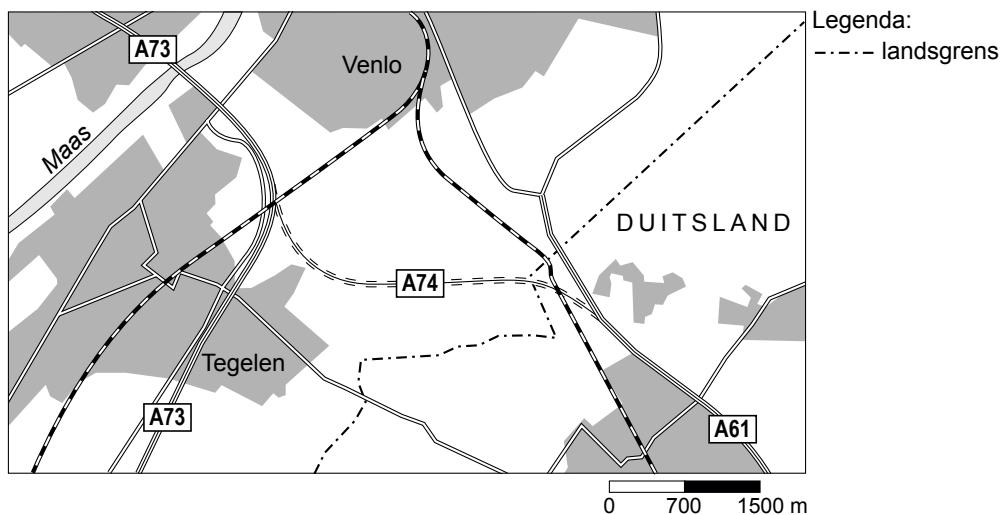 Legenda:
landsgrens
A73
Venlo
Maas
DUITSLAND
A74
Tegelen
A73
A61
0 700 1500 m